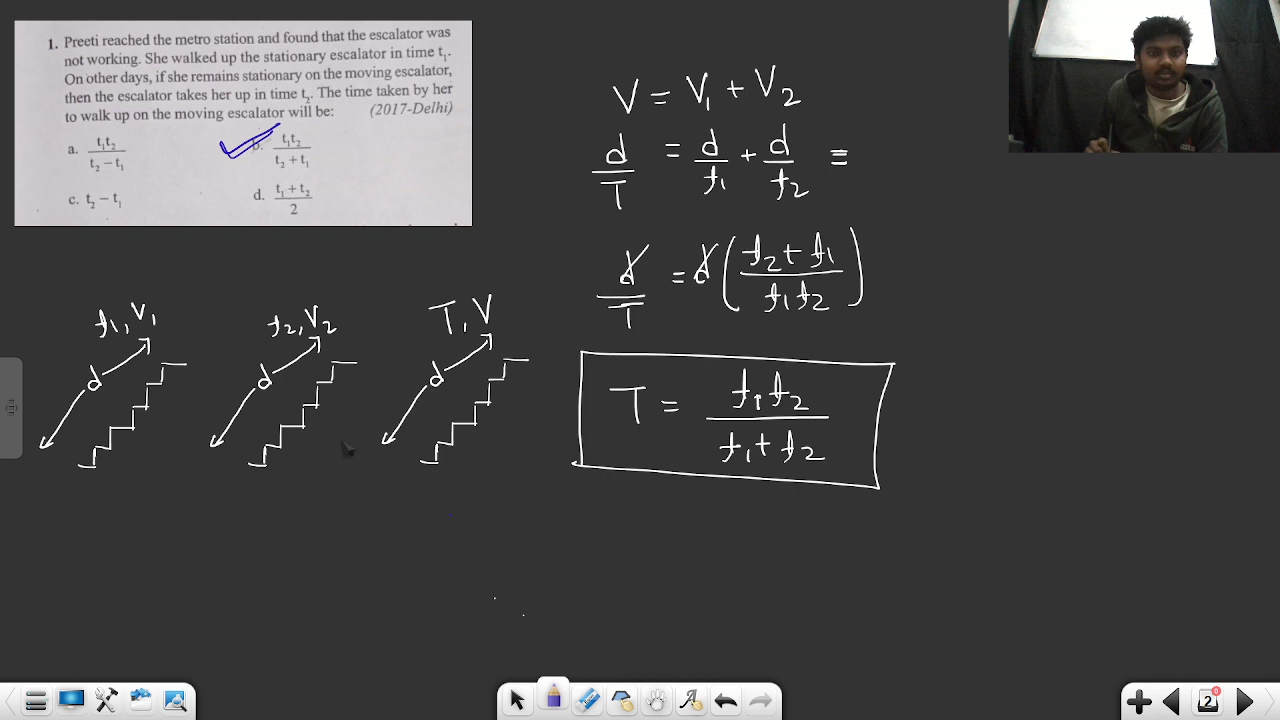 1. Preeti reached the metro station and found that the escalator was
not working. She walked up the stationary escalator in time t₁.
On other days, if she remains stationary on the moving escalator,
then the escalator takes her up in time t₂. The time taken by her
to walk up on the moving escalator will be: (2017-Delhi)
a. t₁t₂ / t₂ − t₁
b. t₁t₂ / t₂ + t₁
c. t₂ − t₁
d. t₁ + t₂ / 2
V = V₁ + V₂
d/T = d/t₁ + d/t₂ =
d/T = d (t₂ + t₁ / t₁t₂)
T = t₁t₂ / t₁ + t₂
t₁, V₁
d
t₂, V₂
d
T, V
d
2
0